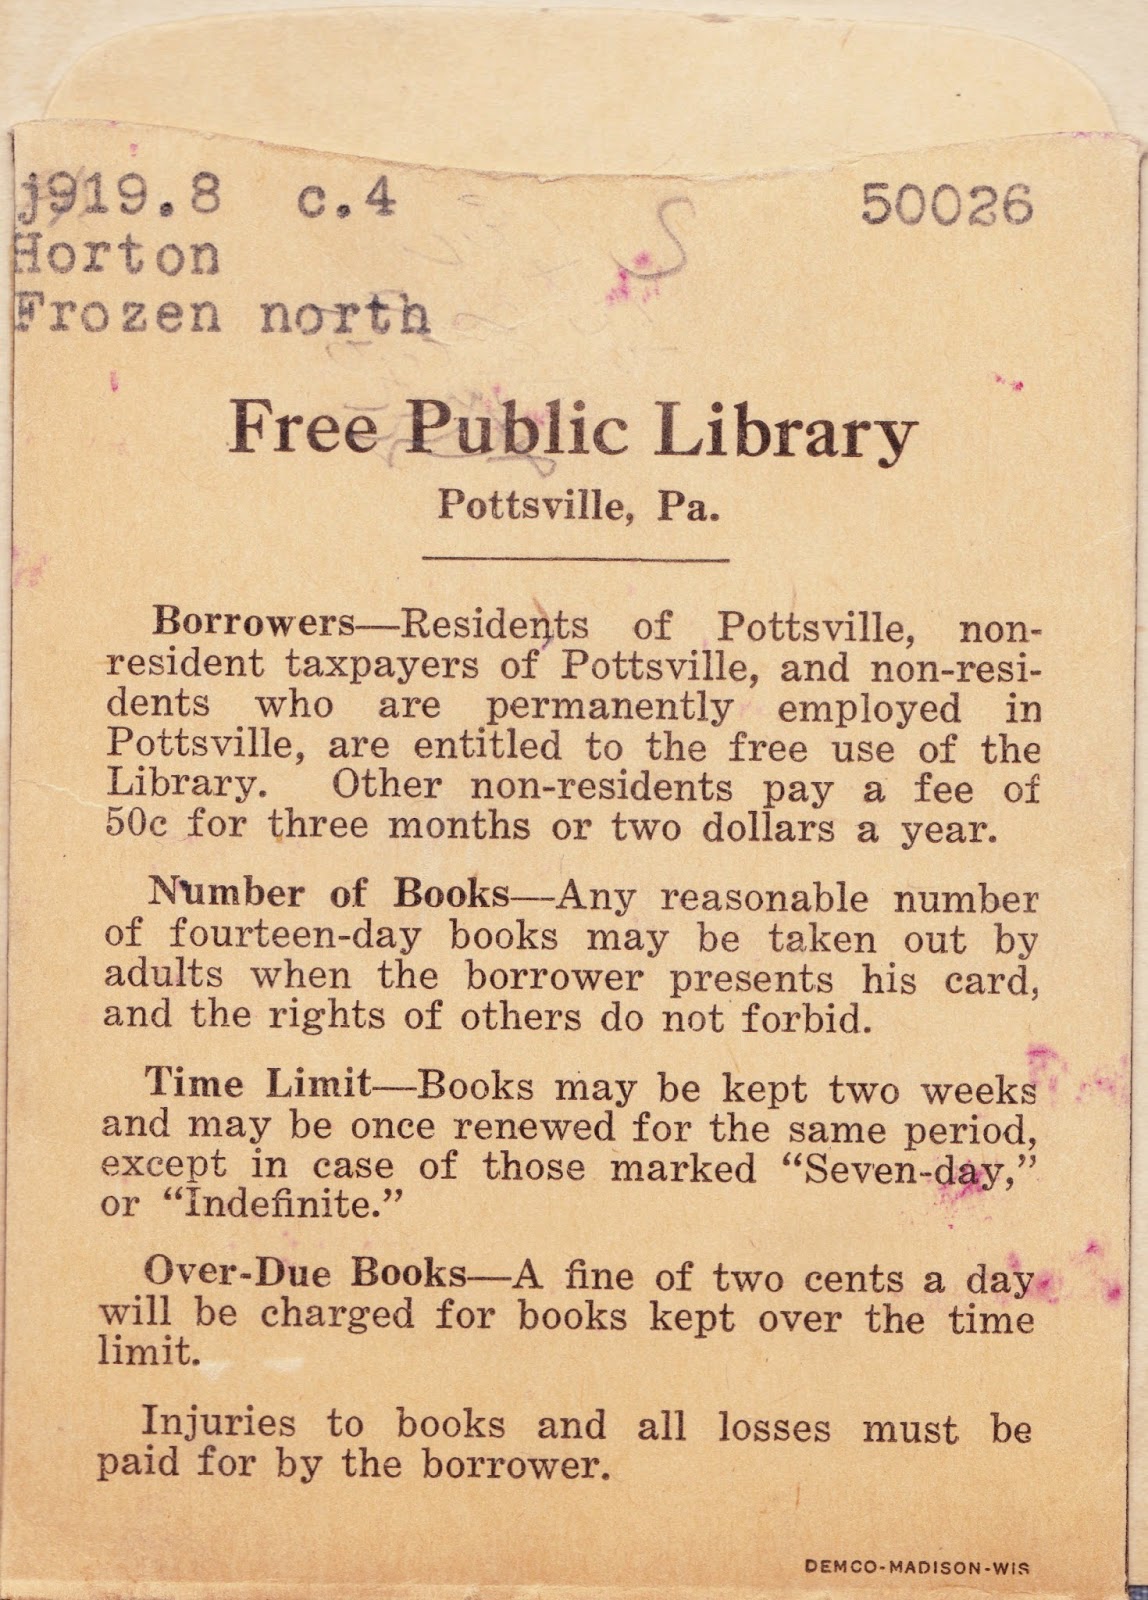 j919.8 c.4 50026
Horton
Frozen north
Free Public Library
Pottsville, Pa.
Borrowers—Residents of Pottsville, non-
resident taxpayers of Pottsville, and non-resi-
dents who are permanently employed in
Pottsville, are entitled to the free use of the
Library. Other non-residents pay a fee of
50c for three months or two dollars a year.
Number of Books—Any reasonable number
of fourteen-day books may be taken out by
adults when the borrower presents his card,
and the rights of others do not forbid.
Time Limit—Books may be kept two weeks
and may be once renewed for the same period,
except in case of those marked “Seven-day,”
or “Indefinite.”
Over-Due Books—A fine of two cents a day
will be charged for books kept over the time
limit.
Injuries to books and all losses must be
paid for by the borrower.
DEMCO-MADISON-WIS